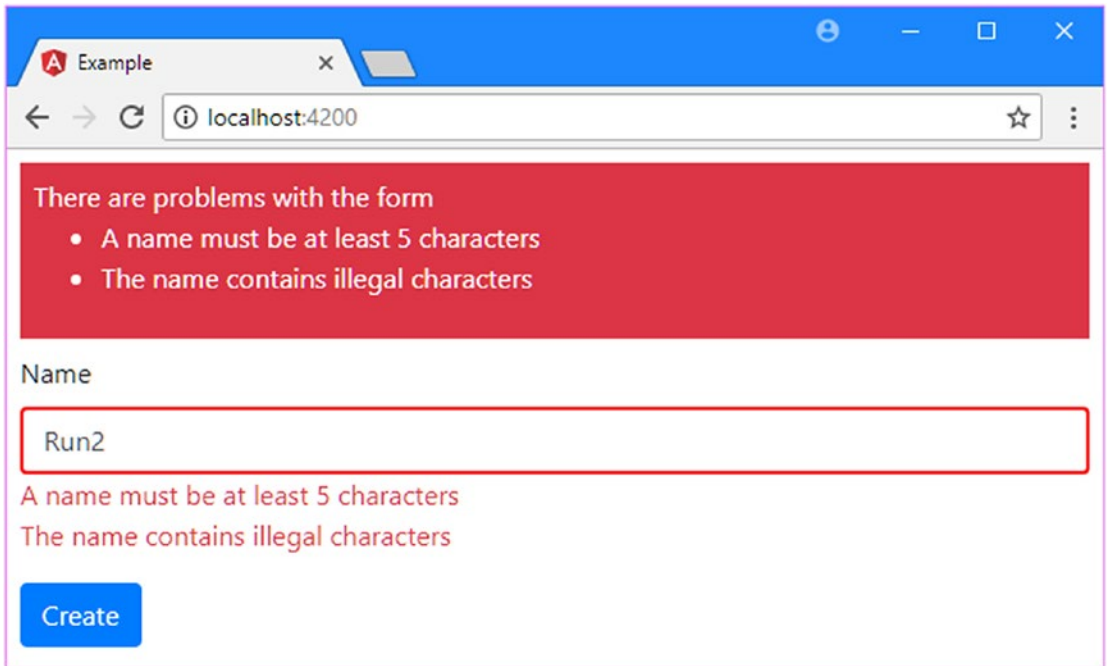 Example
localhost:4200
There are problems with the form
• A name must be at least 5 characters
• The name contains illegal characters
Name
Run2
A name must be at least 5 characters
The name contains illegal characters
Create